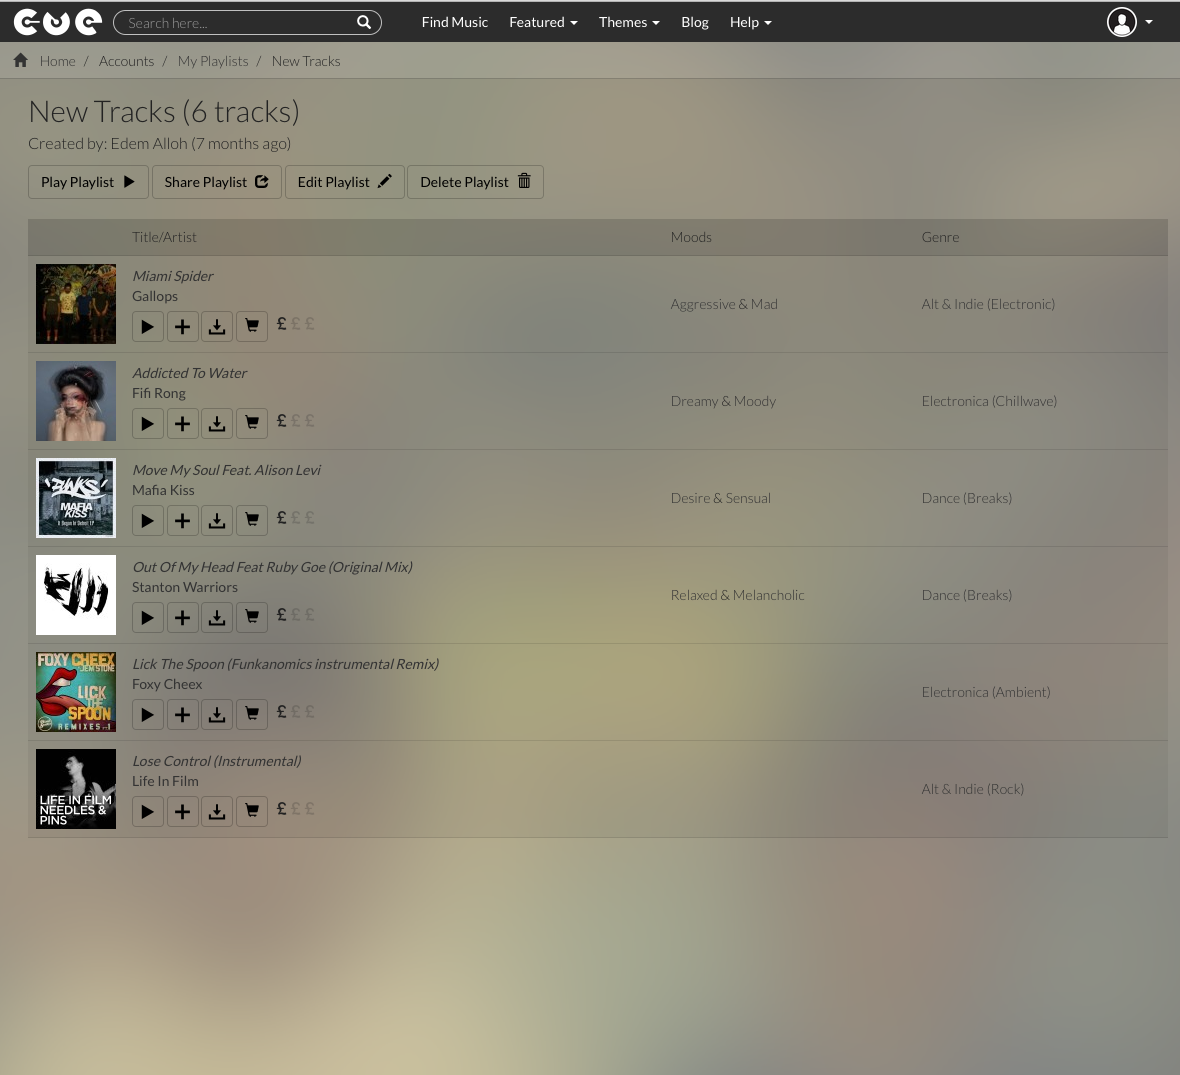 cue Search here... Find Music Featured Themes Blog Help
Home / Accounts / My Playlists / New Tracks
New Tracks (6 tracks)
Created by: Edem Alloh (7 months ago)
Play Playlist Share Playlist Edit Playlist Delete Playlist
Title/Artist Moods Genre
Miami Spider
Gallops
£ £ £
Aggressive & Mad
Alt & Indie (Electronic)
Addicted To Water
Fifi Rong
£ £ £
Dreamy & Moody
Electronica (Chillwave)
PUNKS
MAFIA
KISS
Move My Soul Feat. Alison Levi
Mafia Kiss
£ £ £
Desire & Sensual
Dance (Breaks)
Out Of My Head Feat Ruby Goe (Original Mix)
Stanton Warriors
£ £ £
Relaxed & Melancholic
Dance (Breaks)
FOXY CHEEX
LICK
THE
SPOON
REMIXES
Lick The Spoon (Funkanomics instrumental Remix)
Foxy Cheex
£ £ £
Electronica (Ambient)
LIFE IN FILM
NEEDLES &
PINS
Lose Control (Instrumental)
Life In Film
£ £ £
Alt & Indie (Rock)